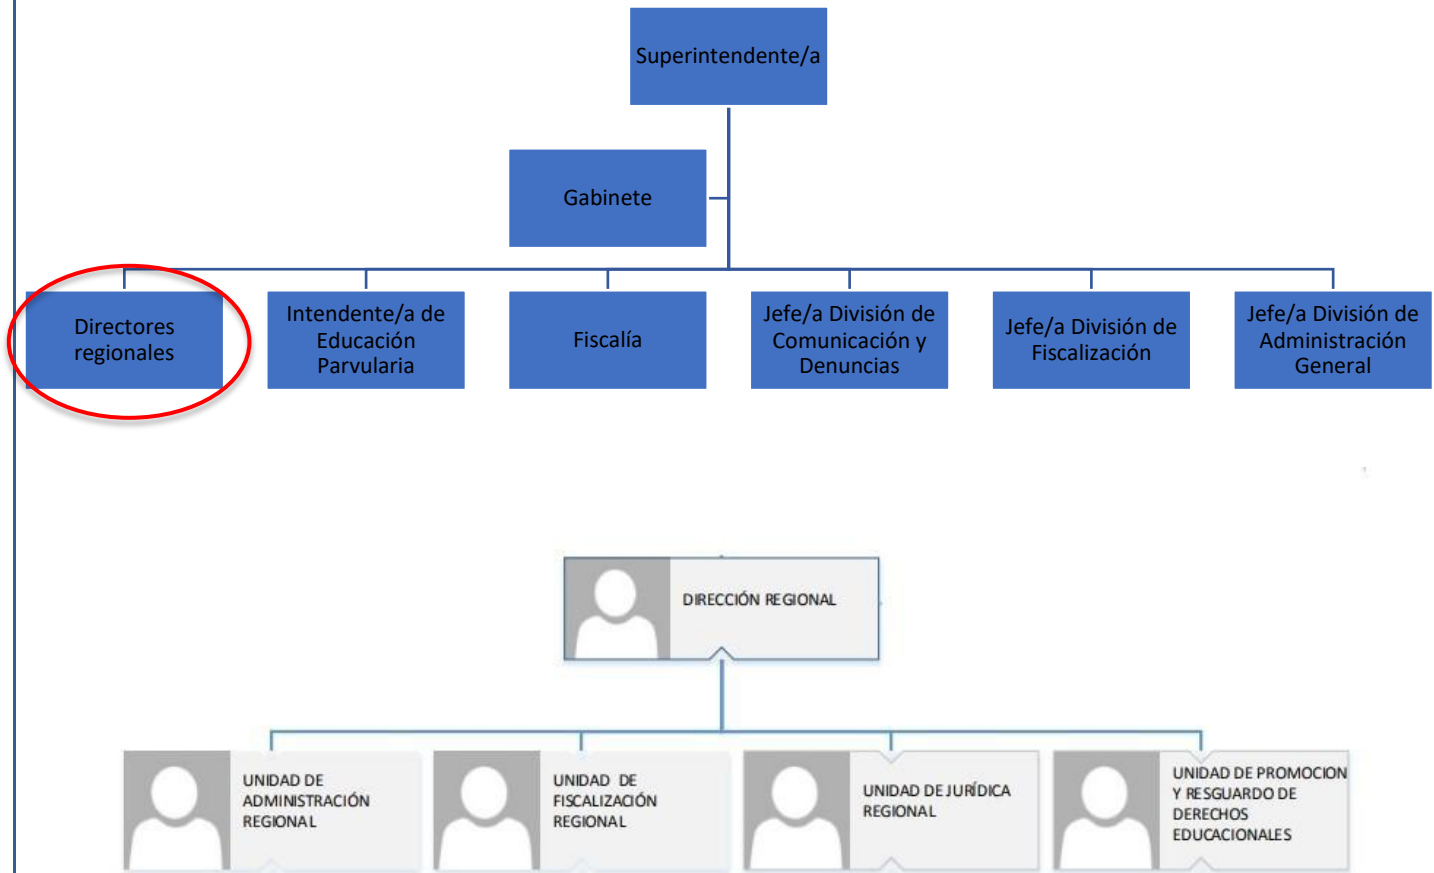 Superintendente/a
Gabinete
Directores
regionales
Intendente/a de
Educación
Parvularia
Fiscalía
Jefe/a División de
Comunicación y
Denuncias
Jefe/a División de
Fiscalización
Jefe/a División de
Administración
General
DIRECCIÓN REGIONAL
UNIDAD DE
ADMINISTRACIÓN
REGIONAL
UNIDAD DE
FISCALIZACIÓN
REGIONAL
UNIDAD DE JURÍDICA
REGIONAL
UNIDAD DE PROMOCION
Y RESGUARDO DE
DERECHOS
EDUCACIONALES